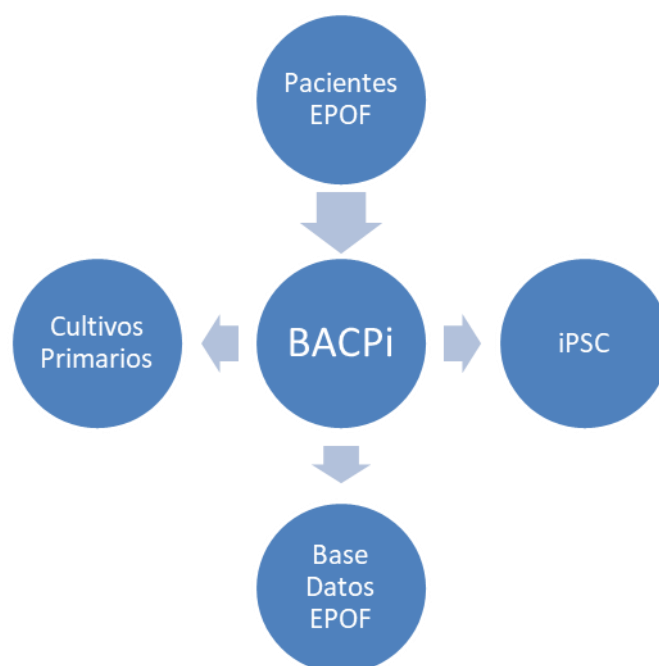 Pacientes
EPOF
Cultivos
Primarios
BACPi
iPSC
Base
Datos
EPOF